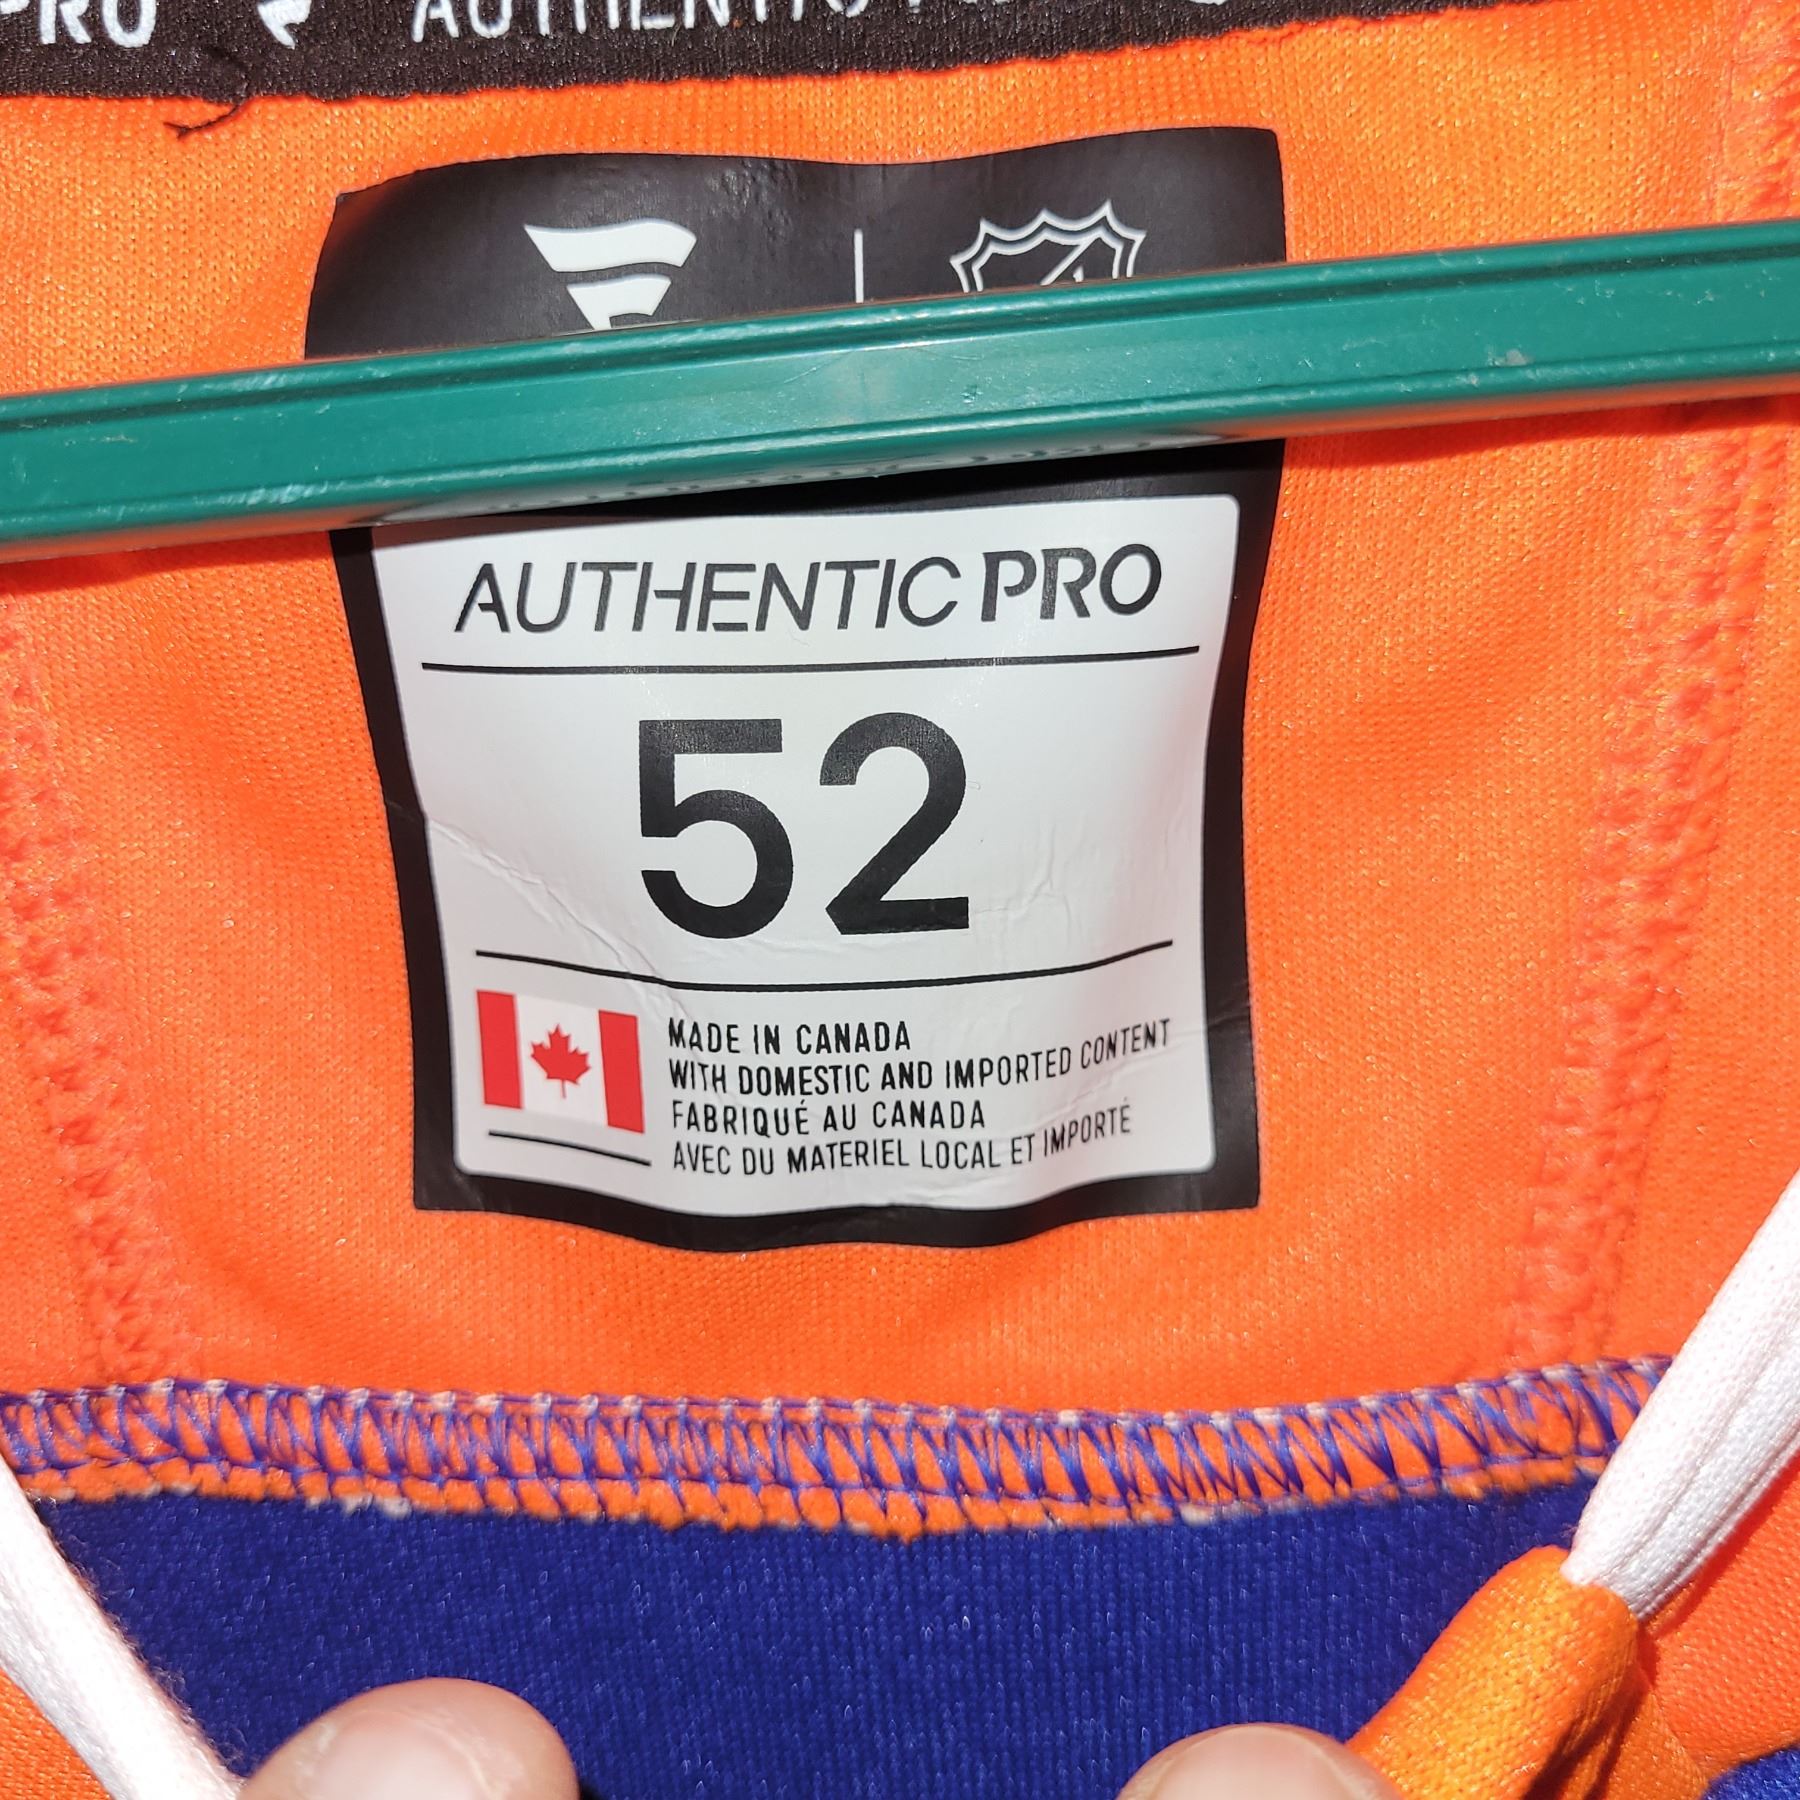 PRO AUTHENTIC
AUTHENTIC PRO
52
MADE IN CANADA
WITH DOMESTIC AND IMPORTED CONTENT
FABRIQUÉ AU CANADA
AVEC DU MATERIEL LOCAL ET IMPORTÉ